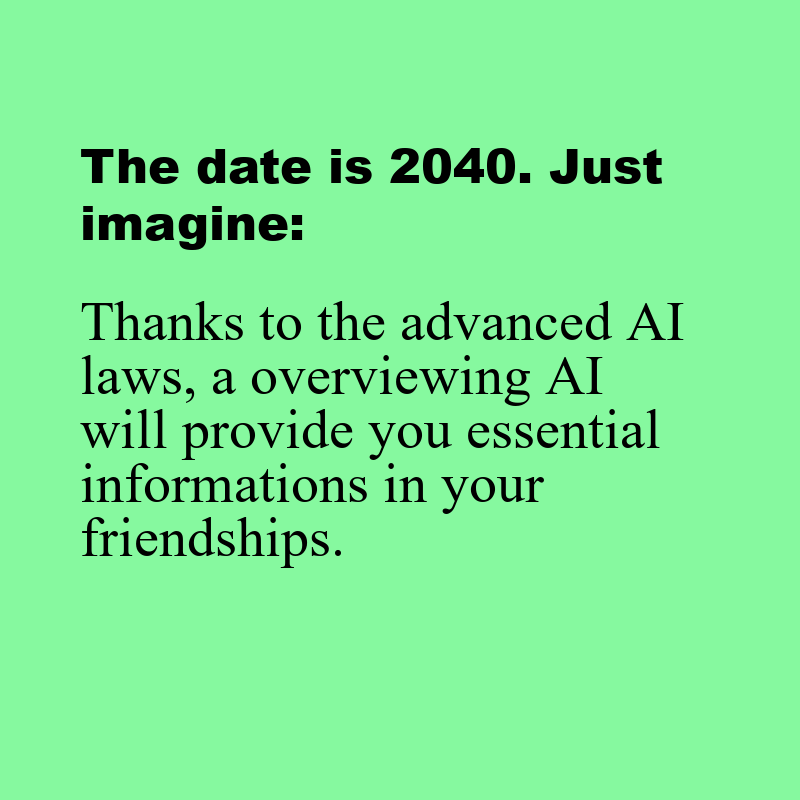 The date is 2040. Just
imagine:
Thanks to the advanced AI
laws, a overviewing AI
will provide you essential
informations in your
friendships.